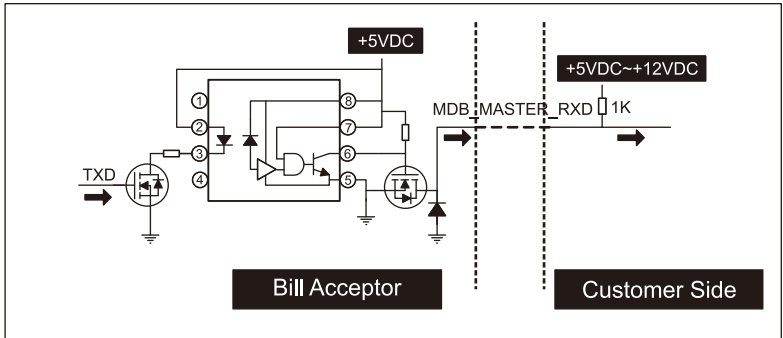 +5VDC
+5VDC~+12VDC
① ⑧
MDB_MASTER_RXD
1K
② ⑦
③ ⑥
TXD
④ ⑤
Bill Acceptor
Customer Side